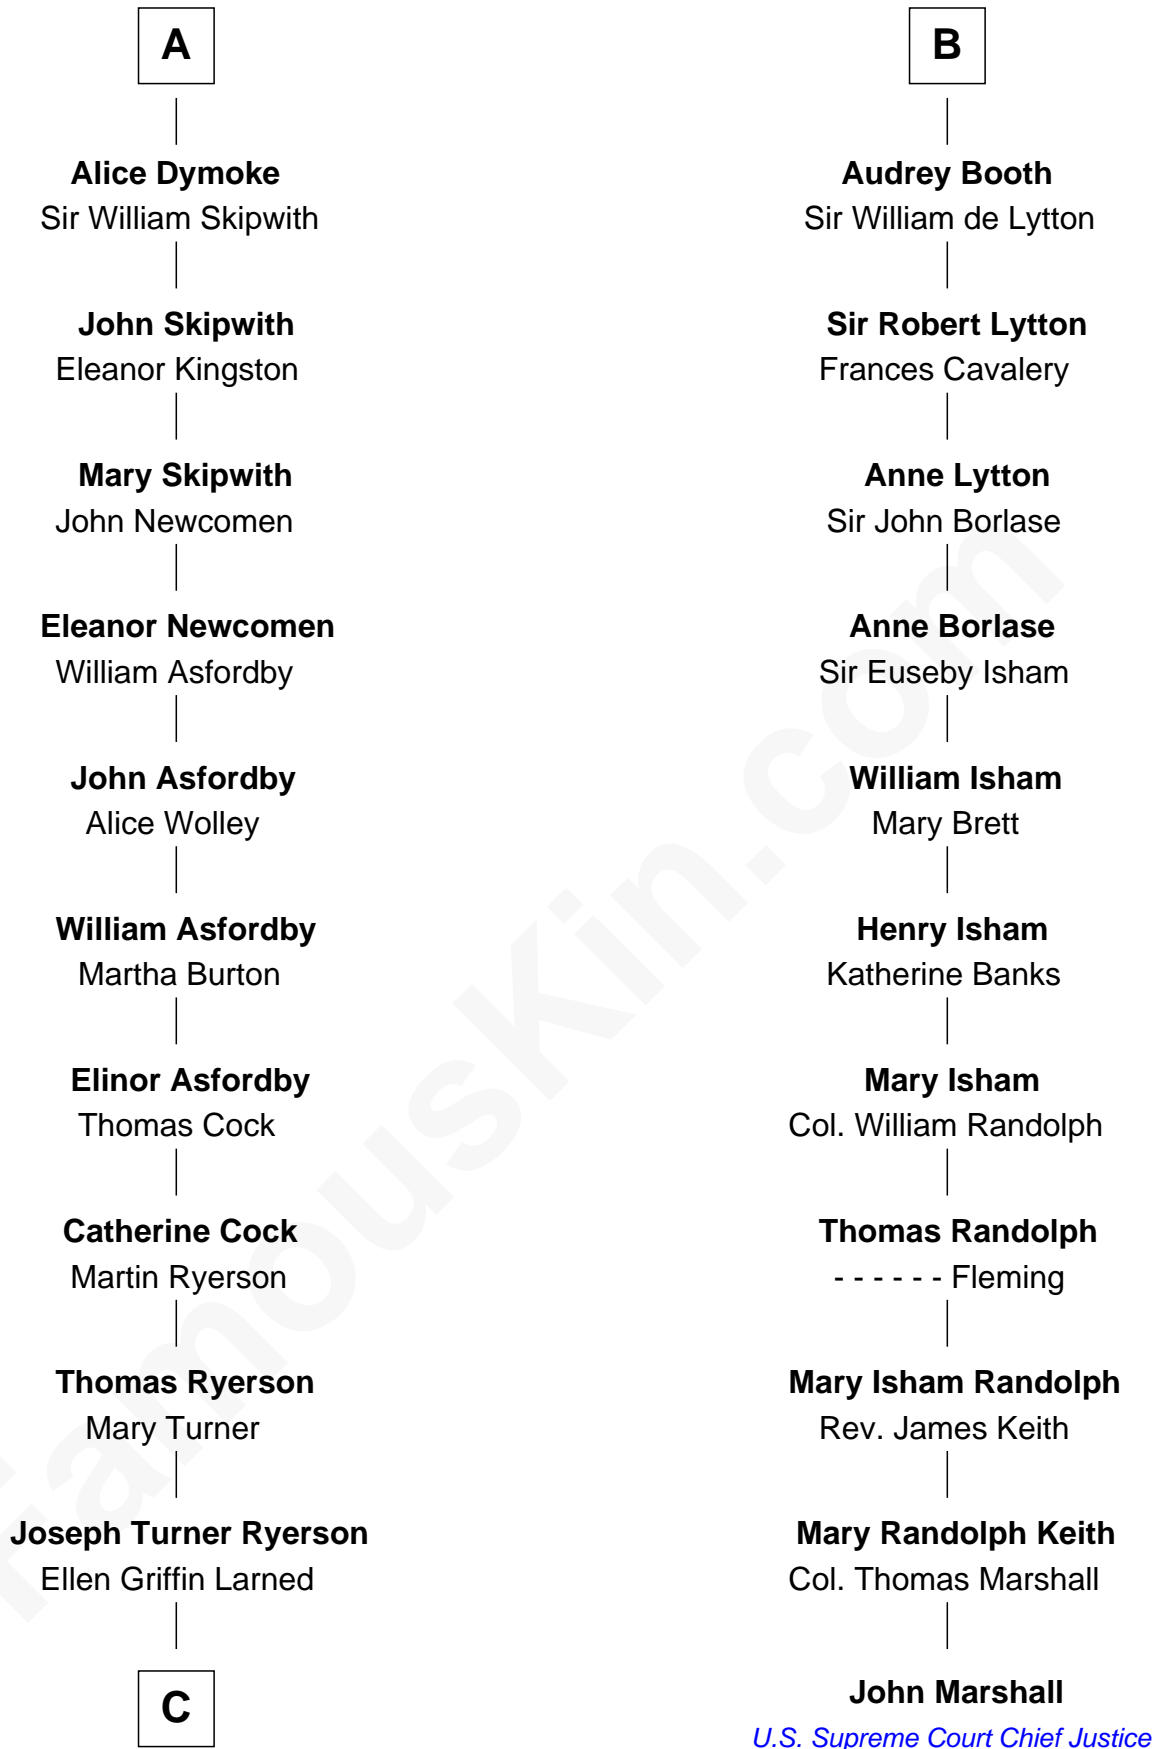 A
Alice Dymoke
Sir William Skipwith
John Skipwith
Eleanor Kingston
Mary Skipwith
John Newcomen
Eleanor Newcomen
William Asfordby
John Asfordby
Alice Wolley
William Asfordby
Martha Burton
Elinor Asfordby
Thomas Cock
Catherine Cock
Martin Ryerson
Thomas Ryerson
Mary Turner
Joseph Turner Ryerson
Ellen Griffin Larned
C
B
Audrey Booth
Sir William de Lytton
Sir Robert Lytton
Frances Cavalery
Anne Lytton
Sir John Borlase
Anne Borlase
Sir Euseby Isham
William Isham
Mary Brett
Henry Isham
Katherine Banks
Mary Isham
Col. William Randolph
Thomas Randolph
- - - - - - Fleming
Mary Isham Randolph
Rev. James Keith
Mary Randolph Keith
Col. Thomas Marshall
John Marshall
U.S. Supreme Court Chief Justice
FamousKin.com